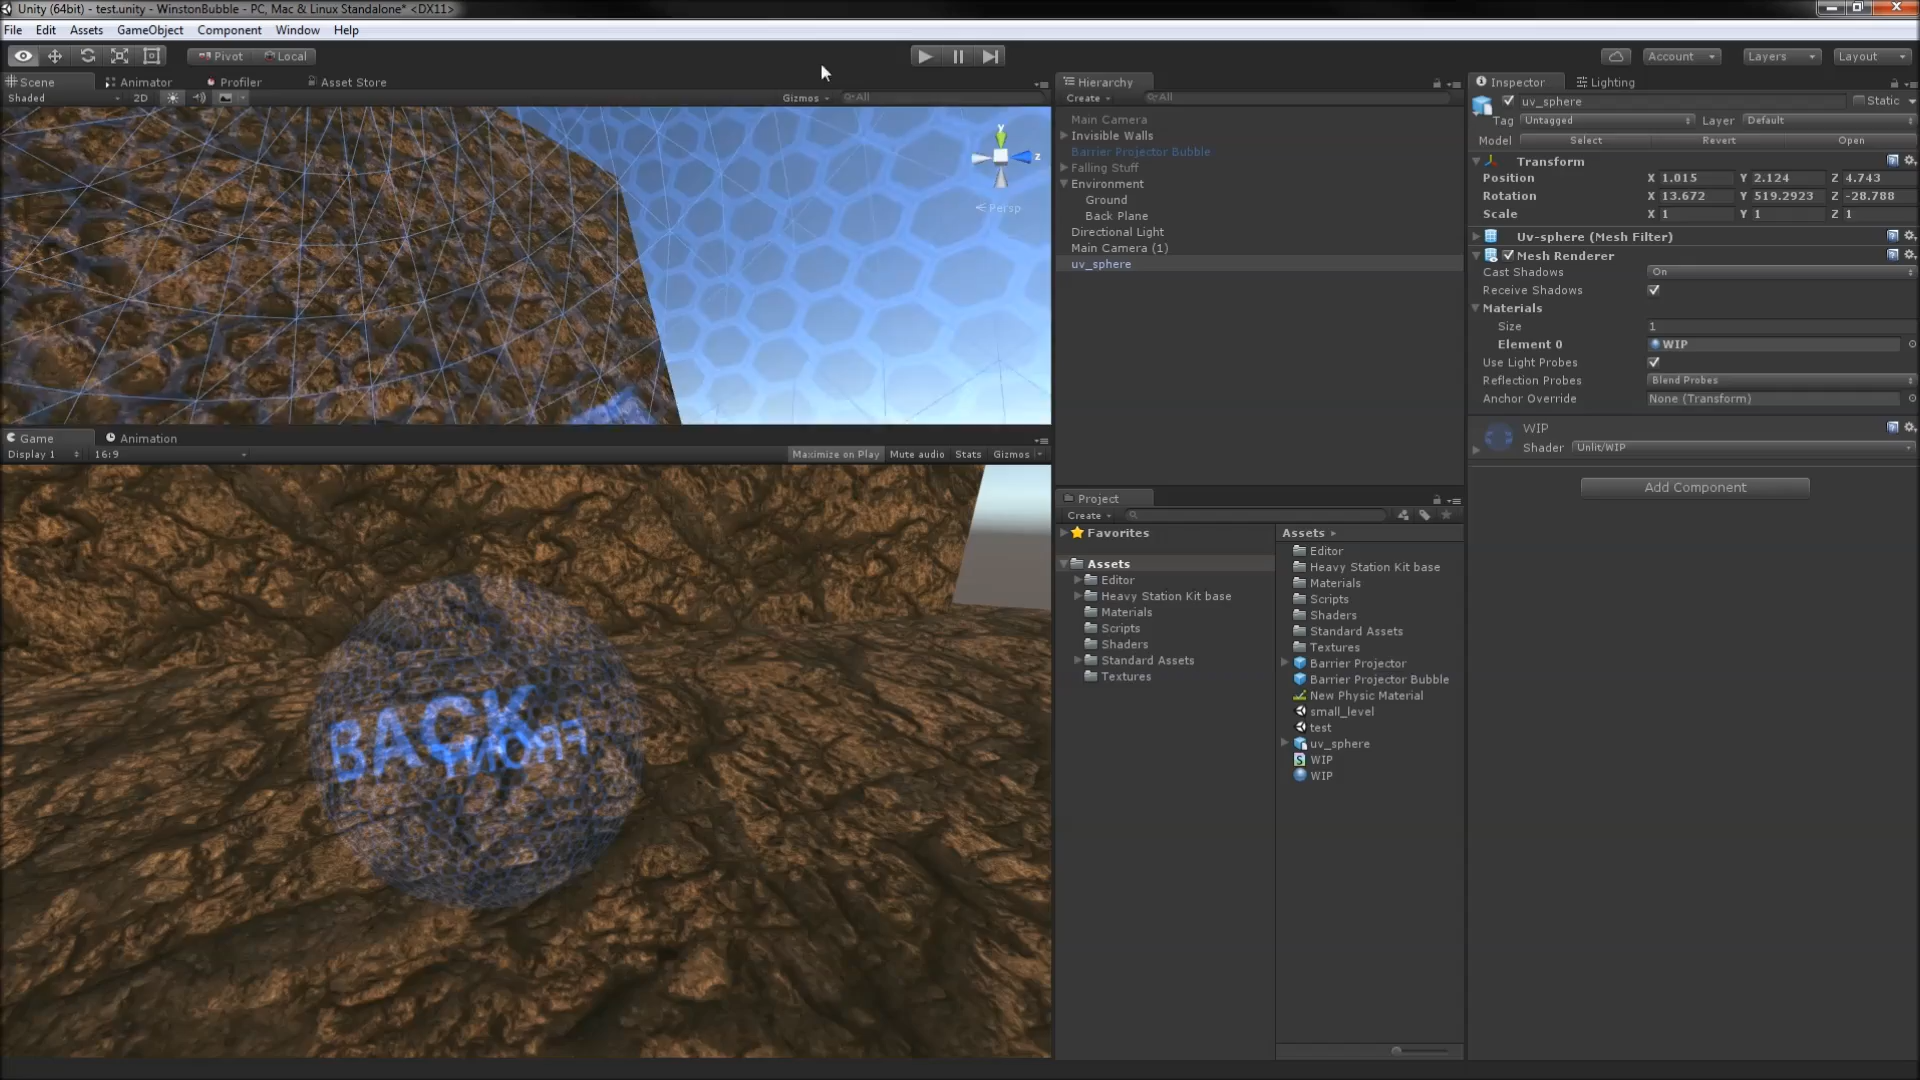 Unity (64bit) - test.unity - WinstonBubble - PC, Mac & Linux Standalone* <DX11>
File Edit Assets GameObject Component Window Help
Pivot Local Account Layers Layout
Scene Animator Profiler Asset Store
Shaded 2D Gizmos All
Y
z
Persp
Game Animation
Display 1 16:9 Maximize on Play Mute audio Stats Gizmos
BACK
FRONT
Hierarchy
Create All
Main Camera
Invisible Walls
Barrier Projector Bubble
Falling Stuff
Environment
Ground
Back Plane
Directional Light
Main Camera (1)
uv_sphere
Project
Create
Favorites
Assets
Editor
Heavy Station Kit base
Materials
Scripts
Shaders
Standard Assets
Textures
Assets
Editor
Heavy Station Kit base
Materials
Scripts
Shaders
Standard Assets
Textures
Barrier Projector
Barrier Projector Bubble
New Physic Material
small_level
test
uv_sphere
WIP
WIP
Inspector Lighting
uv_sphere Static
Tag Untagged Layer Default
Model Select Revert Open
Transform
Position X 1.015 Y 2.124 Z 4.743
Rotation X 13.672 Y 519.2923 Z -28.788
Scale X 1 Y 1 Z 1
Uv-sphere (Mesh Filter)
Mesh Renderer
Cast Shadows On
Receive Shadows
Materials
Size 1
Element 0 WIP
Use Light Probes
Reflection Probes Blend Probes
Anchor Override None (Transform)
WIP
Shader Unlit/WIP
Add Component